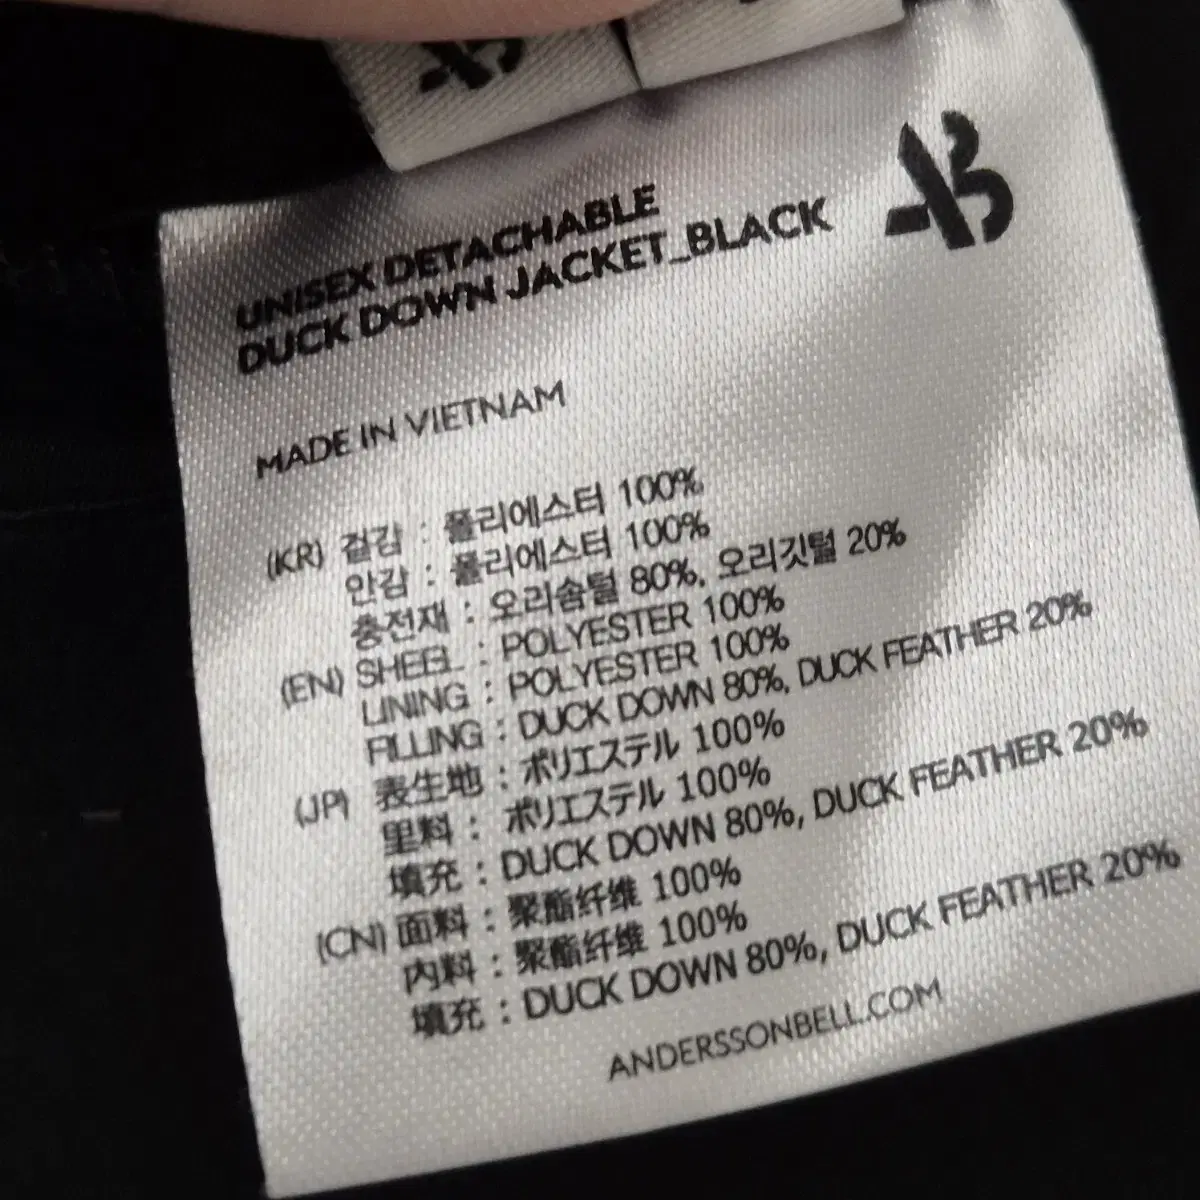 AB
UNISEX DETACHABLE
DUCK DOWN JACKET_BLACK
MADE IN VIETNAM
(KR) 겉감 : 폴리에스터 100%
안감 : 폴리에스터 100%
충전재 : 오리솜털 80%, 오리깃털 20%
(EN) SHEEL : POLYESTER 100%
LINING : POLYESTER 100%
FILLING : DUCK DOWN 80%, DUCK FEATHER 20%
(JP) 表生地 : ポリエステル 100%
里料 : ポリエステル 100%
填充 : DUCK DOWN 80%, DUCK FEATHER 20%
(CN) 面料 : 聚酯纤维 100%
内料 : 聚酯纤维 100%
填充 : DUCK DOWN 80%, DUCK FEATHER 20%
ANDERSSONBELL.COM